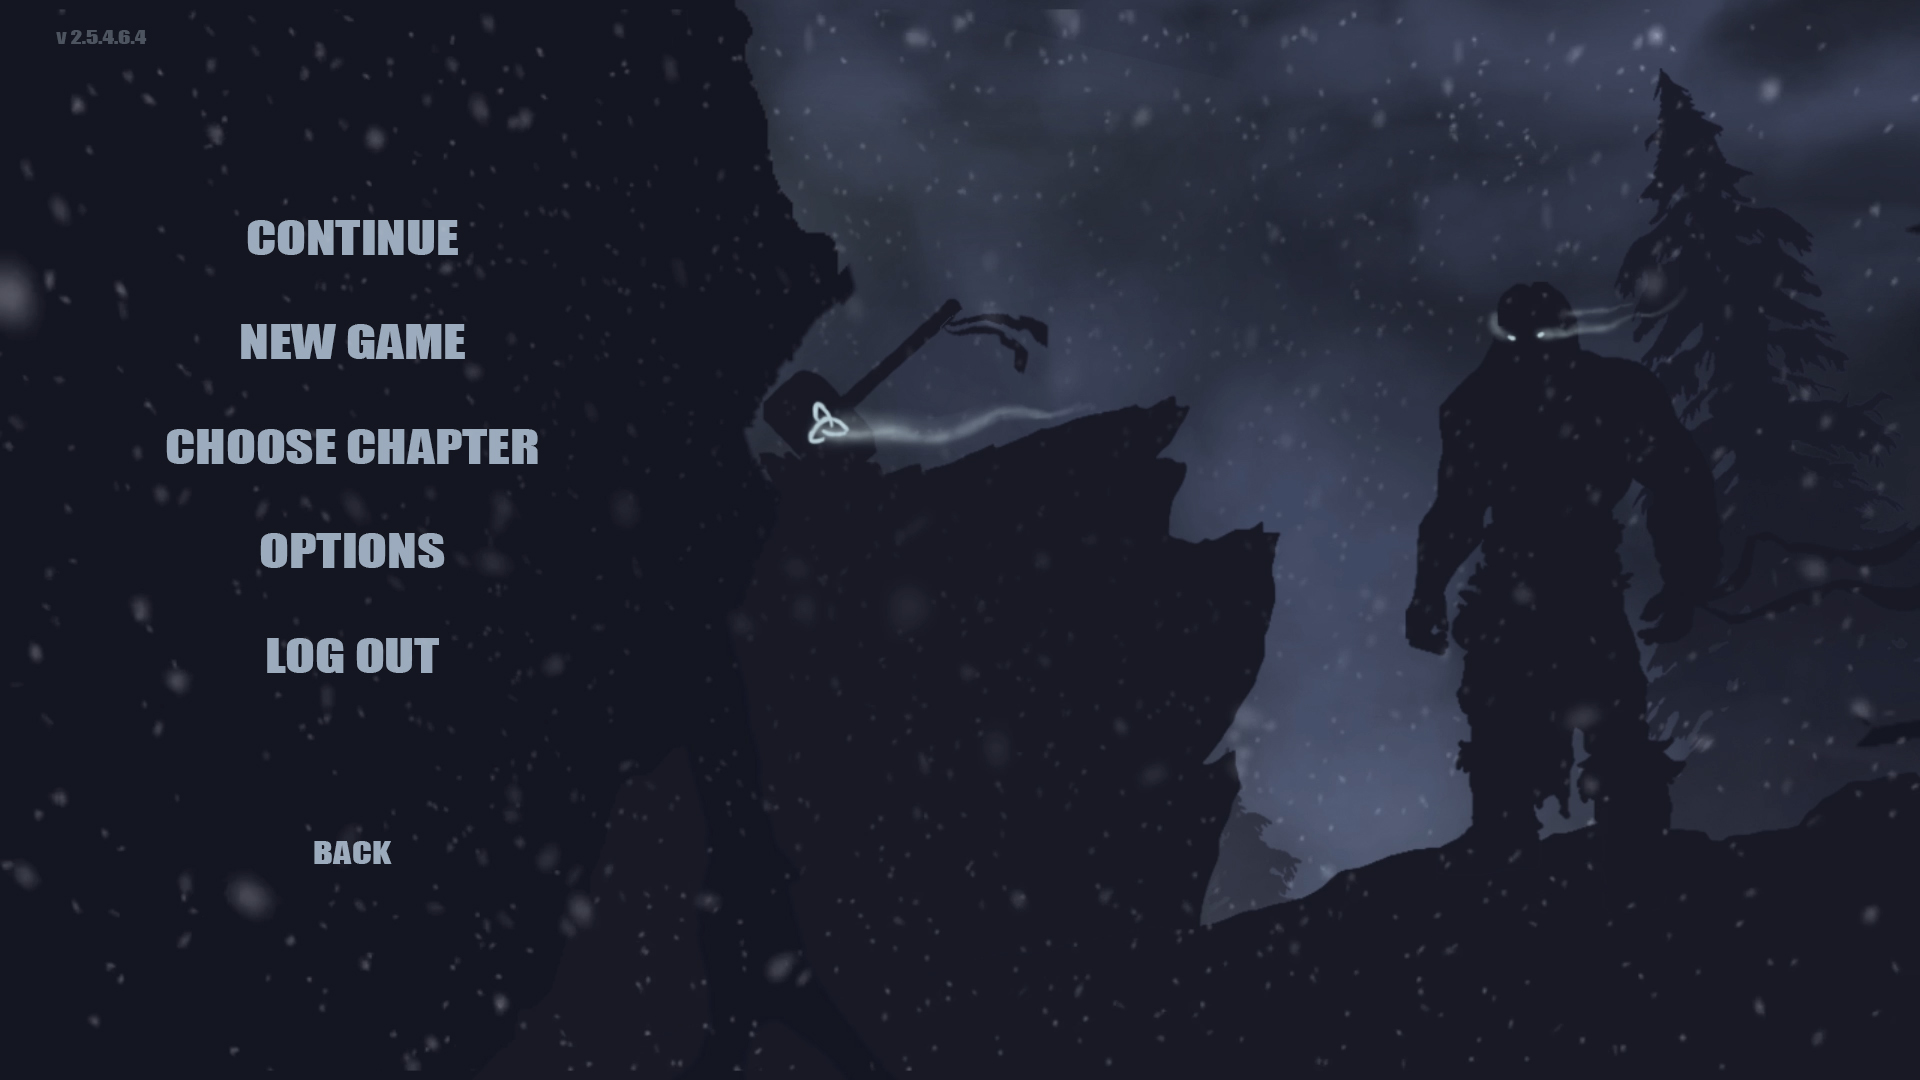 v 2.5.4.6.4
CONTINUE
NEW GAME
CHOOSE CHAPTER
OPTIONS
LOG OUT
BACK